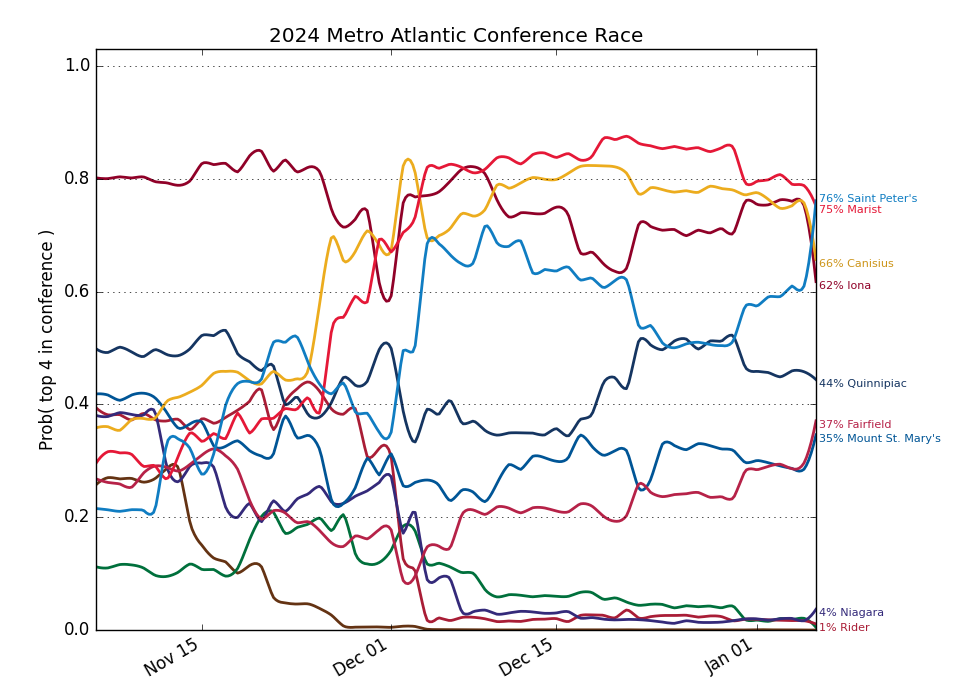 2024 Metro Atlantic Conference Race
Prob( top 4 in conference )
1.0
0.8
0.6
0.4
0.2
0.0
Nov 15
Dec 01
Dec 15
Jan 01
76% Saint Peter's
75% Marist
66% Canisius
62% Iona
44% Quinnipiac
37% Fairfield
35% Mount St. Mary's
4% Niagara
1% Rider